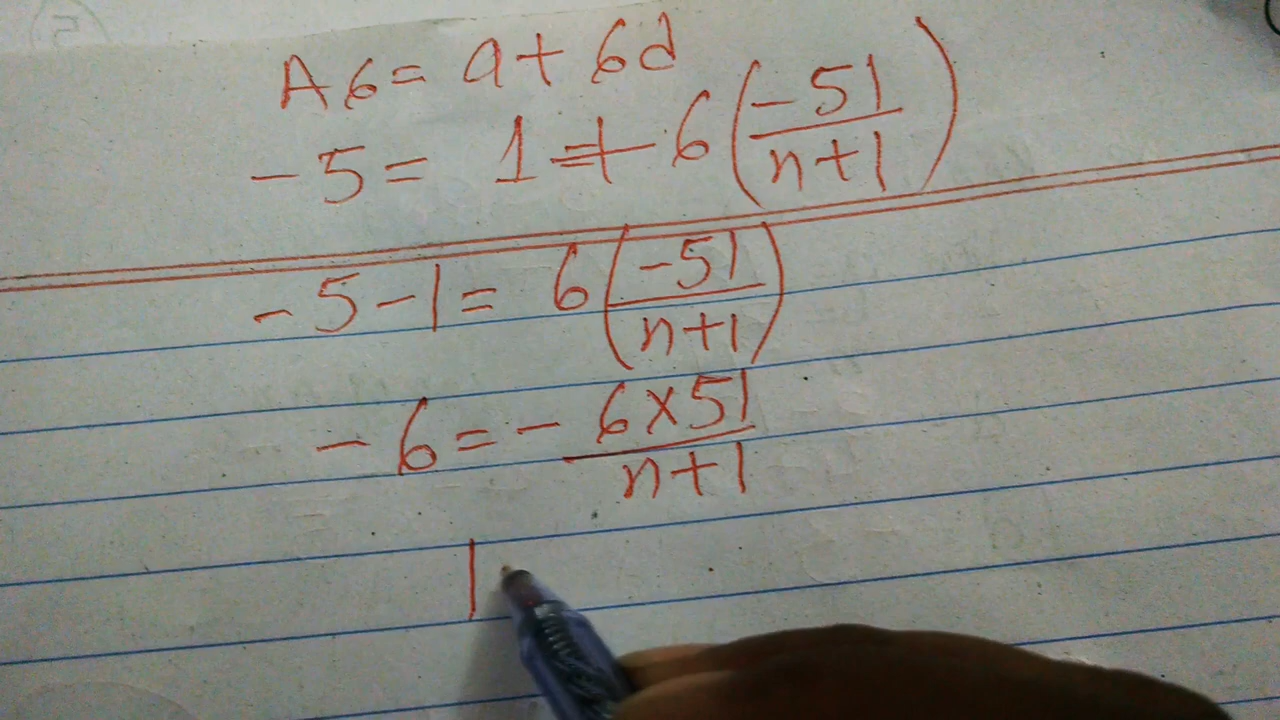 A6 = a + 6d
-5 = 1 + 6(-51/n+1)
-5-1 = 6(-51/n+1)
-6 = - 6×51/n+1
1